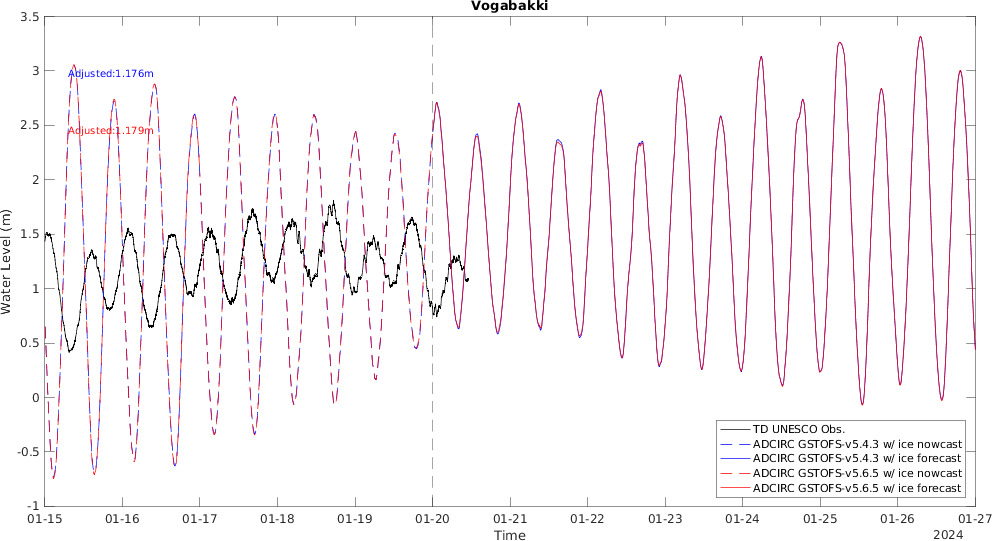 Vogabakki
3.5
3
2.5
2
1.5
1
0.5
0
-0.5
-1
Water Level (m)
Adjusted:1.176m
Adjusted:1.179m
TD UNESCO Obs.
ADCIRC GSTOFS-v5.4.3 w/ ice nowcast
ADCIRC GSTOFS-v5.4.3 w/ ice forecast
ADCIRC GSTOFS-v5.6.5 w/ ice nowcast
ADCIRC GSTOFS-v5.6.5 w/ ice forecast
01-15 01-16 01-17 01-18 01-19 01-20 01-21 01-22 01-23 01-24 01-25 01-26 01-27
Time
2024